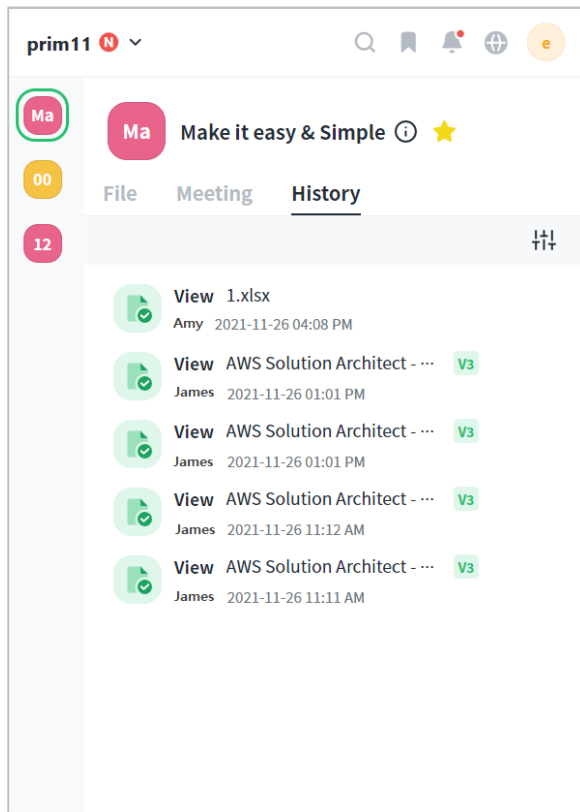 prim11 N
e
Ma
00
12
Ma Make it easy & Simple
File Meeting History
View 1.xlsx
Amy 2021-11-26 04:08 PM
View AWS Solution Architect - ··· V3
James 2021-11-26 01:01 PM
View AWS Solution Architect - ··· V3
James 2021-11-26 01:01 PM
View AWS Solution Architect - ··· V3
James 2021-11-26 11:12 AM
View AWS Solution Architect - ··· V3
James 2021-11-26 11:11 AM